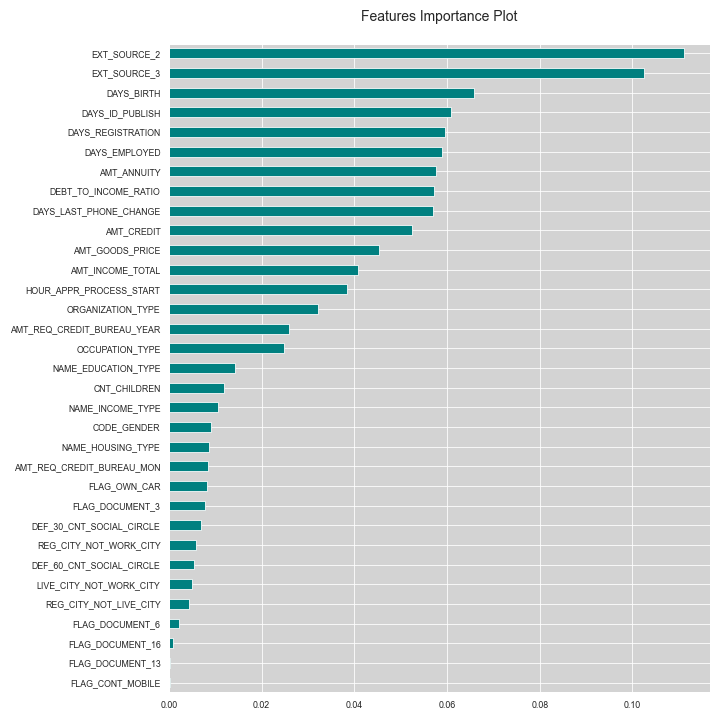 Features Importance Plot
EXT_SOURCE_2
EXT_SOURCE_3
DAYS_BIRTH
DAYS_ID_PUBLISH
DAYS_REGISTRATION
DAYS_EMPLOYED
AMT_ANNUITY
DEBT_TO_INCOME_RATIO
DAYS_LAST_PHONE_CHANGE
AMT_CREDIT
AMT_GOODS_PRICE
AMT_INCOME_TOTAL
HOUR_APPR_PROCESS_START
ORGANIZATION_TYPE
AMT_REQ_CREDIT_BUREAU_YEAR
OCCUPATION_TYPE
NAME_EDUCATION_TYPE
CNT_CHILDREN
NAME_INCOME_TYPE
CODE_GENDER
NAME_HOUSING_TYPE
AMT_REQ_CREDIT_BUREAU_MON
FLAG_OWN_CAR
FLAG_DOCUMENT_3
DEF_30_CNT_SOCIAL_CIRCLE
REG_CITY_NOT_WORK_CITY
DEF_60_CNT_SOCIAL_CIRCLE
LIVE_CITY_NOT_WORK_CITY
REG_CITY_NOT_LIVE_CITY
FLAG_DOCUMENT_6
FLAG_DOCUMENT_16
FLAG_DOCUMENT_13
FLAG_CONT_MOBILE
0.00 0.02 0.04 0.06 0.08 0.10